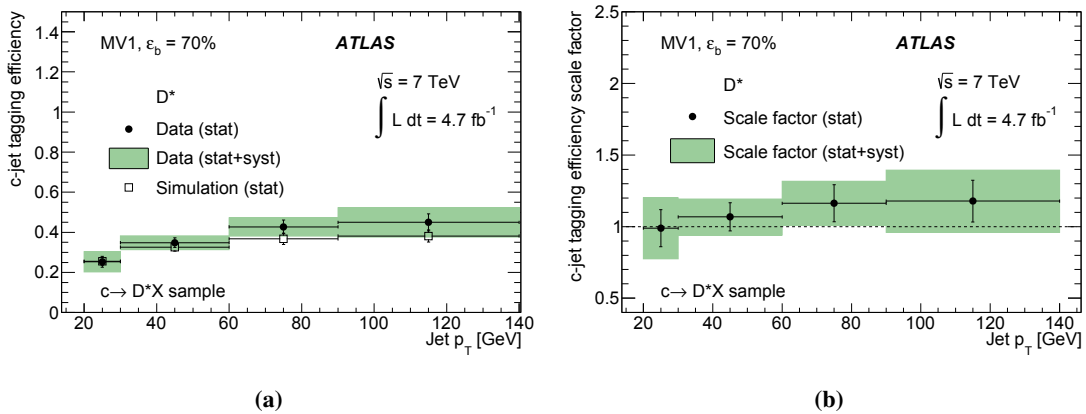 c-jet tagging efficiency
1.4
1.2
1
0.8
0.6
0.4
0.2
0
MV1, ε_b = 70%
ATLAS
√s = 7 TeV
∫ L dt = 4.7 fb⁻¹
D*
Data (stat)
Data (stat+syst)
Simulation (stat)
c→ D*X sample
20 40 60 80 100 120 140
Jet p_T [GeV]
(a)
c-jet tagging efficiency scale factor
2.5
2
1.5
1
0.5
MV1, ε_b = 70%
ATLAS
√s = 7 TeV
∫ L dt = 4.7 fb⁻¹
D*
Scale factor (stat)
Scale factor (stat+syst)
c→ D*X sample
20 40 60 80 100 120 140
Jet p_T [GeV]
(b)